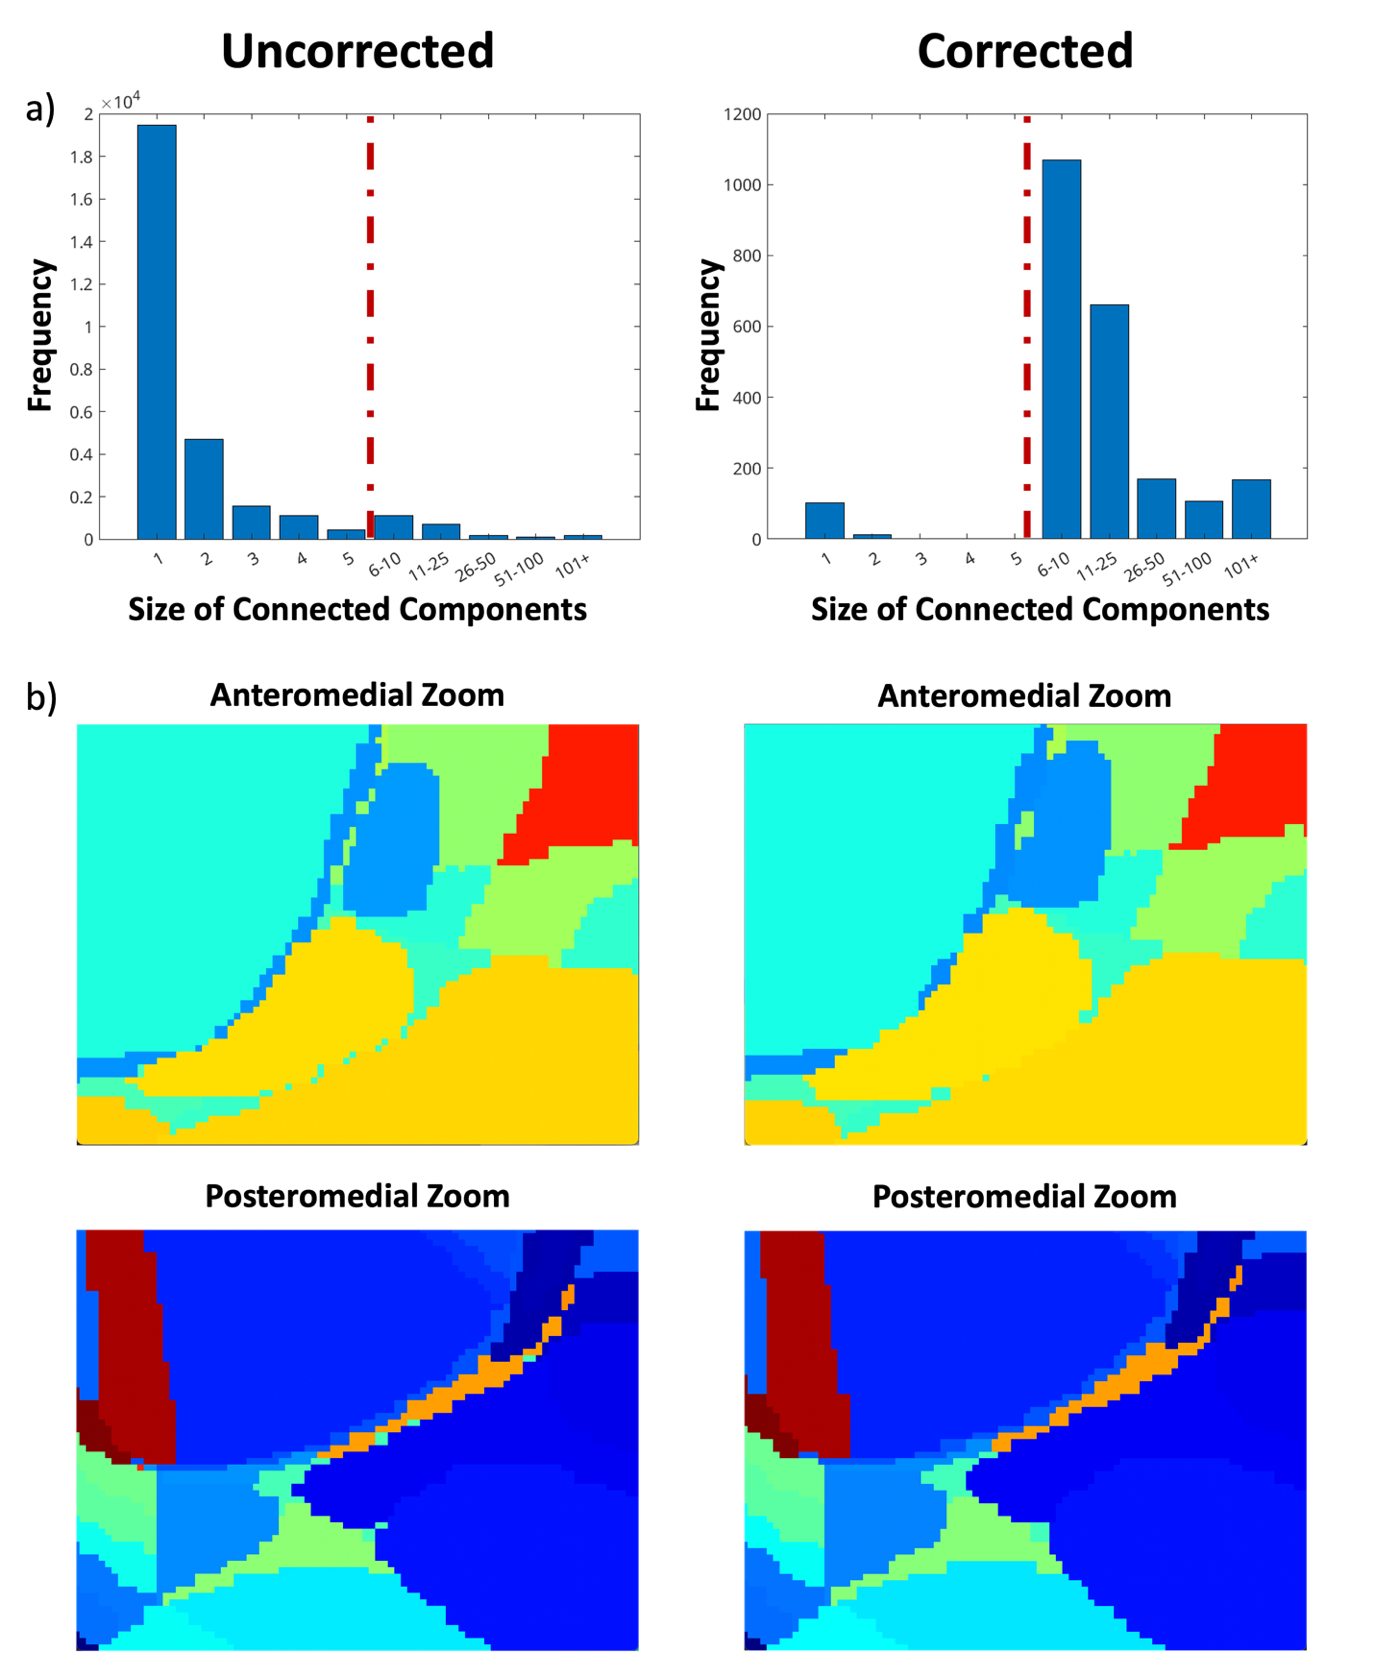 Uncorrected
Corrected
a)
×10⁴
2
1.8
1.6
1.4
1.2
1
0.8
0.6
0.4
0.2
0
Frequency
1 2 3 4 5 6-10 11-25 26-50 51-100 101+
Size of Connected Components
1200
1000
800
600
400
200
0
Frequency
1 2 3 4 5 6-10 11-25 26-50 51-100 101+
Size of Connected Components
b)
Anteromedial Zoom
Anteromedial Zoom
Posteromedial Zoom
Posteromedial Zoom